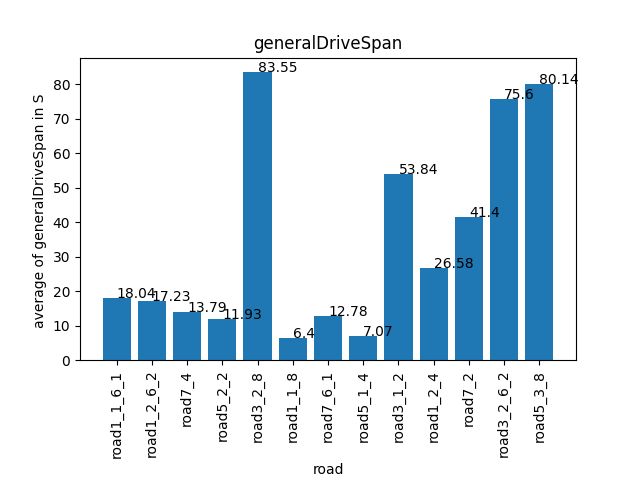 generalDriveSpan
average of generalDriveSpan in S
80
70
60
50
40
30
20
10
0
18.04
17.23
13.79
11.93
83.55
6.4
12.78
7.07
53.84
26.58
41.4
75.6
80.14
road1_1_6_1
road1_2_6_2
road7_4
road5_2_2
road3_2_8
road1_1_8
road7_6_1
road5_1_4
road3_1_2
road1_2_4
road7_2
road3_2_6_2
road5_3_8
road